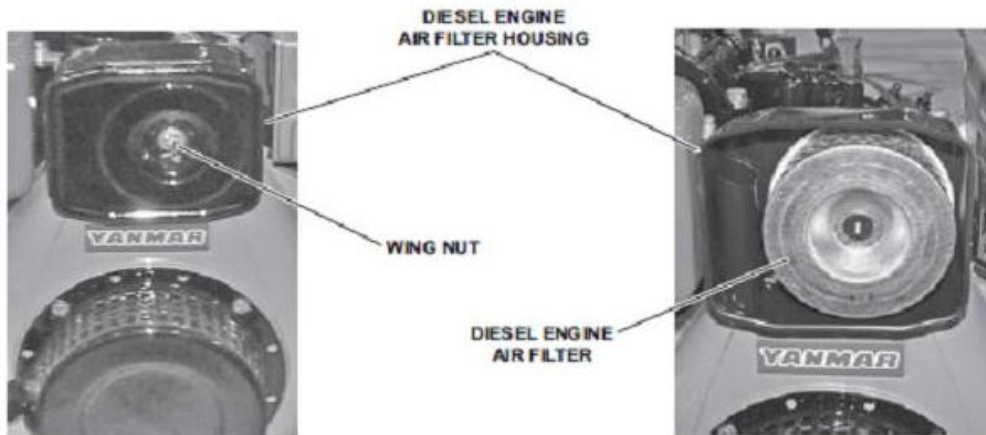 DIESEL ENGINE
AIR FILTER HOUSING
WING NUT
YANMAR
DIESEL ENGINE
AIR FILTER
YANMAR